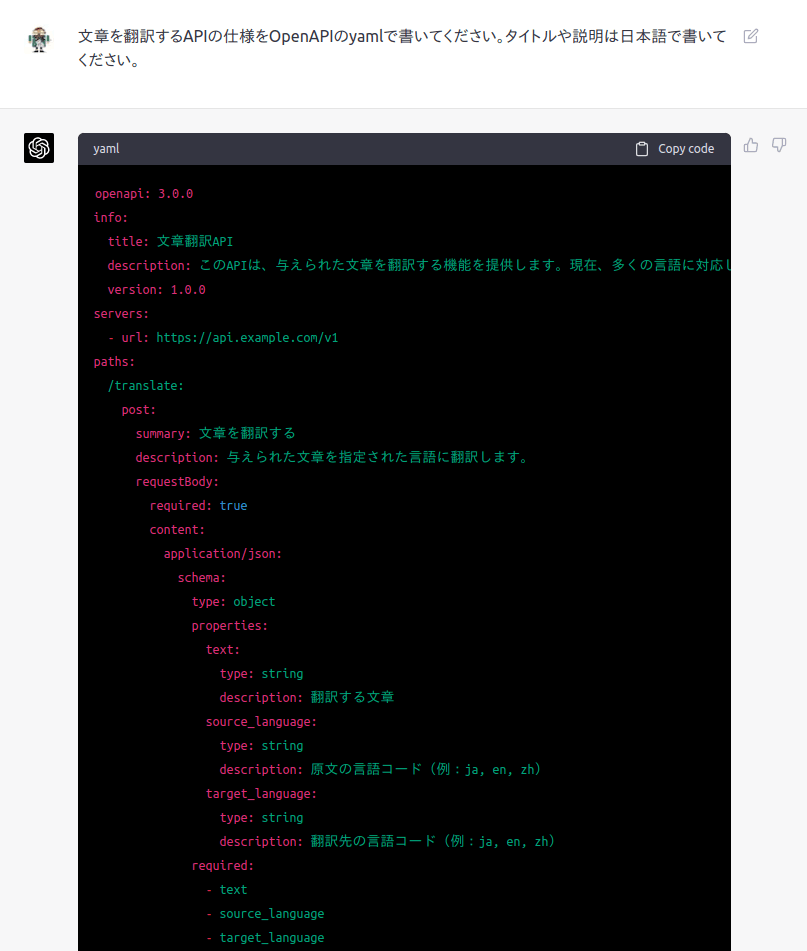 文章を翻訳するAPIの仕様をOpenAPIのyamlで書いてください。タイトルや説明は日本語で書いて
ください。
yaml
Copy code
openapi: 3.0.0
info:
  title: 文章翻訳API
  description: このAPIは、与えられた文章を翻訳する機能を提供します。現在、多くの言語に対応し
  version: 1.0.0
servers:
  - url: https://api.example.com/v1
paths:
  /translate:
    post:
      summary: 文章を翻訳する
      description: 与えられた文章を指定された言語に翻訳します。
      requestBody:
        required: true
        content:
          application/json:
            schema:
              type: object
              properties:
                text:
                  type: string
                  description: 翻訳する文章
                source_language:
                  type: string
                  description: 原文の言語コード（例：ja, en, zh）
                target_language:
                  type: string
                  description: 翻訳先の言語コード（例：ja, en, zh）
              required:
                - text
                - source_language
                - target_language